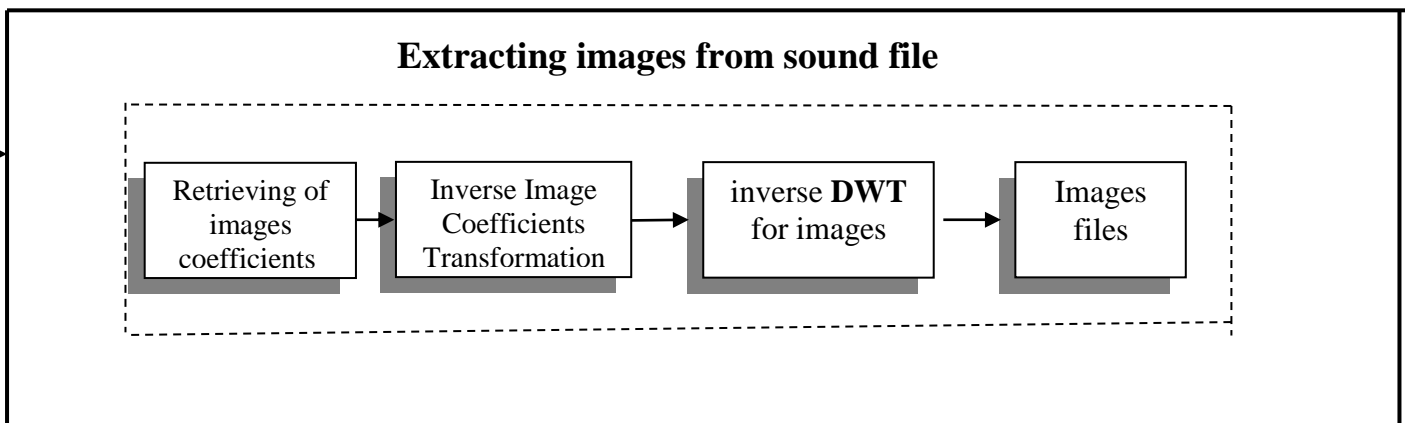 Extracting images from sound file
Retrieving of
images
coefficients
Inverse Image
Coefficients
Transformation
inverse DWT
for images
Images
files